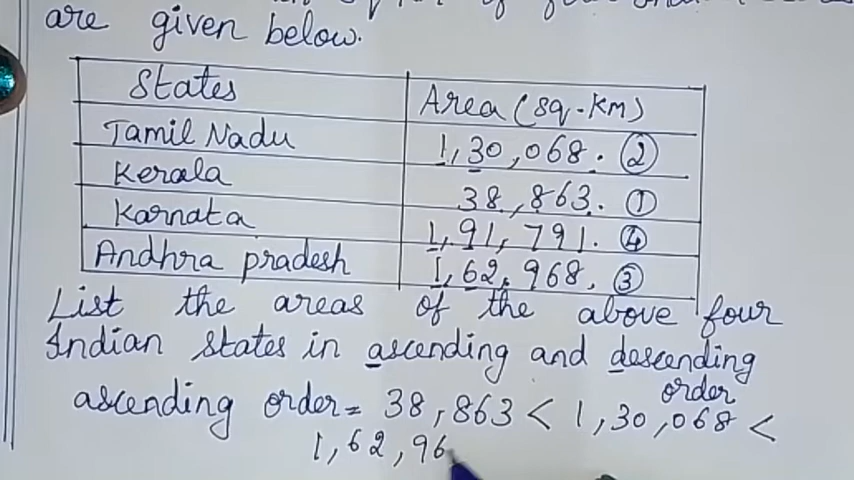 are given below.
States Area (sq-km)
Tamil Nadu 1,30,068. ②
Kerala 38,863. ①
Karnata 1,91,791. ④
Andhra pradesh 1,62,968. ③
List the areas of the above four
Indian states in ascending and descending
order
ascending order = 38,863 < 1,30,068 <
1,62,96